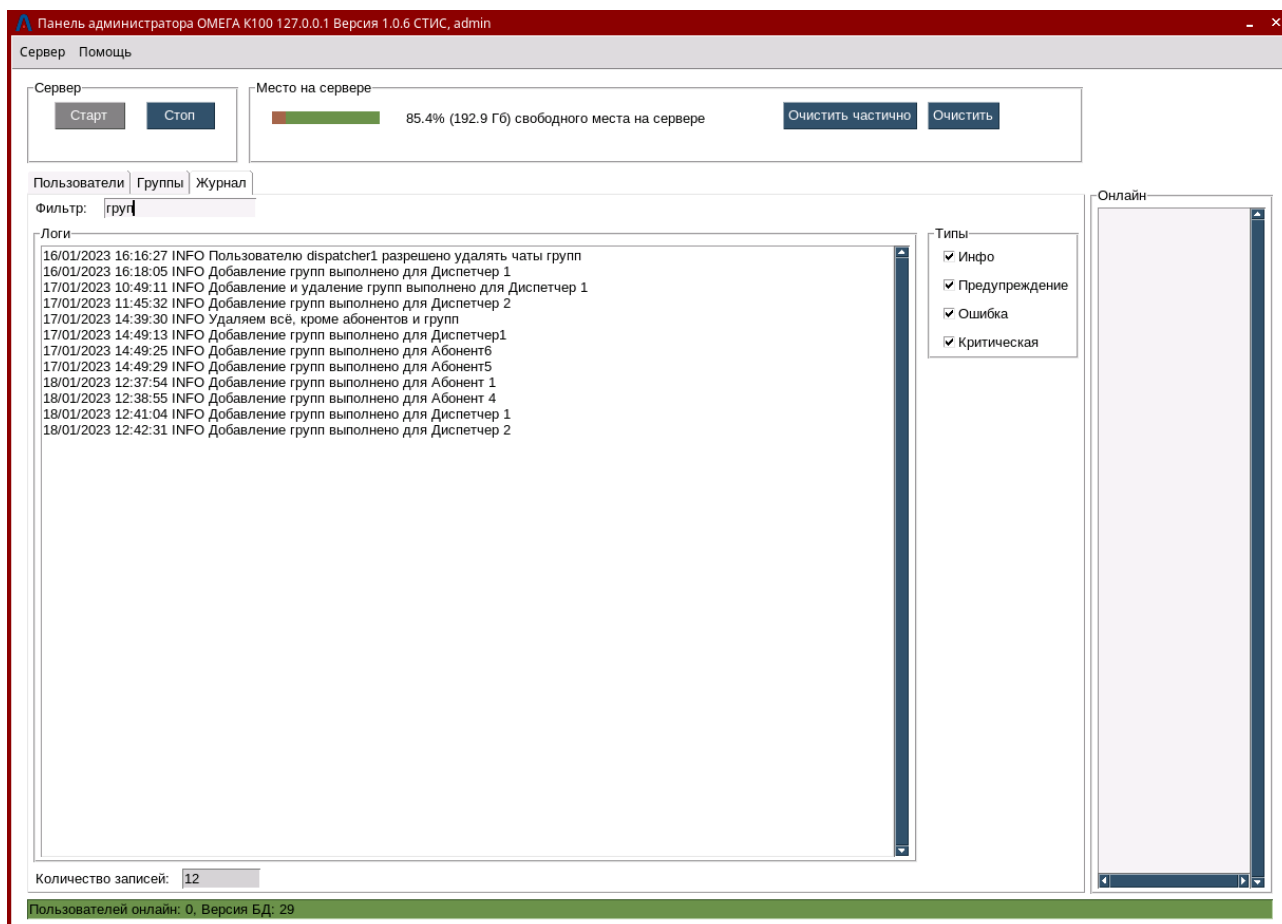 Панель администратора ОМЕГА К100 127.0.0.1 Версия 1.0.6 СТИС, admin
Сервер Помощь
Сервер
Старт Стоп
Место на сервере
85.4% (192.9 Гб) свободного места на сервере
Очистить частично Очистить
Пользователи Группы Журнал
Фильтр: груп
Логи
16/01/2023 16:16:27 INFO Пользователю dispatcher1 разрешено удалять чаты групп
16/01/2023 16:18:05 INFO Добавление групп выполнено для Диспетчер 1
17/01/2023 10:49:11 INFO Добавление и удаление групп выполнено для Диспетчер 1
17/01/2023 11:45:32 INFO Добавление групп выполнено для Диспетчер 2
17/01/2023 14:39:30 INFO Удаляем всё, кроме абонентов и групп
17/01/2023 14:49:13 INFO Добавление групп выполнено для Диспетчер1
17/01/2023 14:49:25 INFO Добавление групп выполнено для Абонент6
17/01/2023 14:49:29 INFO Добавление групп выполнено для Абонент5
18/01/2023 12:37:54 INFO Добавление групп выполнено для Абонент 1
18/01/2023 12:38:55 INFO Добавление групп выполнено для Абонент 4
18/01/2023 12:41:04 INFO Добавление групп выполнено для Диспетчер 1
18/01/2023 12:42:31 INFO Добавление групп выполнено для Диспетчер 2
Типы
Инфо
Предупреждение
Ошибка
Критическая
Онлайн
Количество записей: 12
Пользователей онлайн: 0, Версия БД: 29